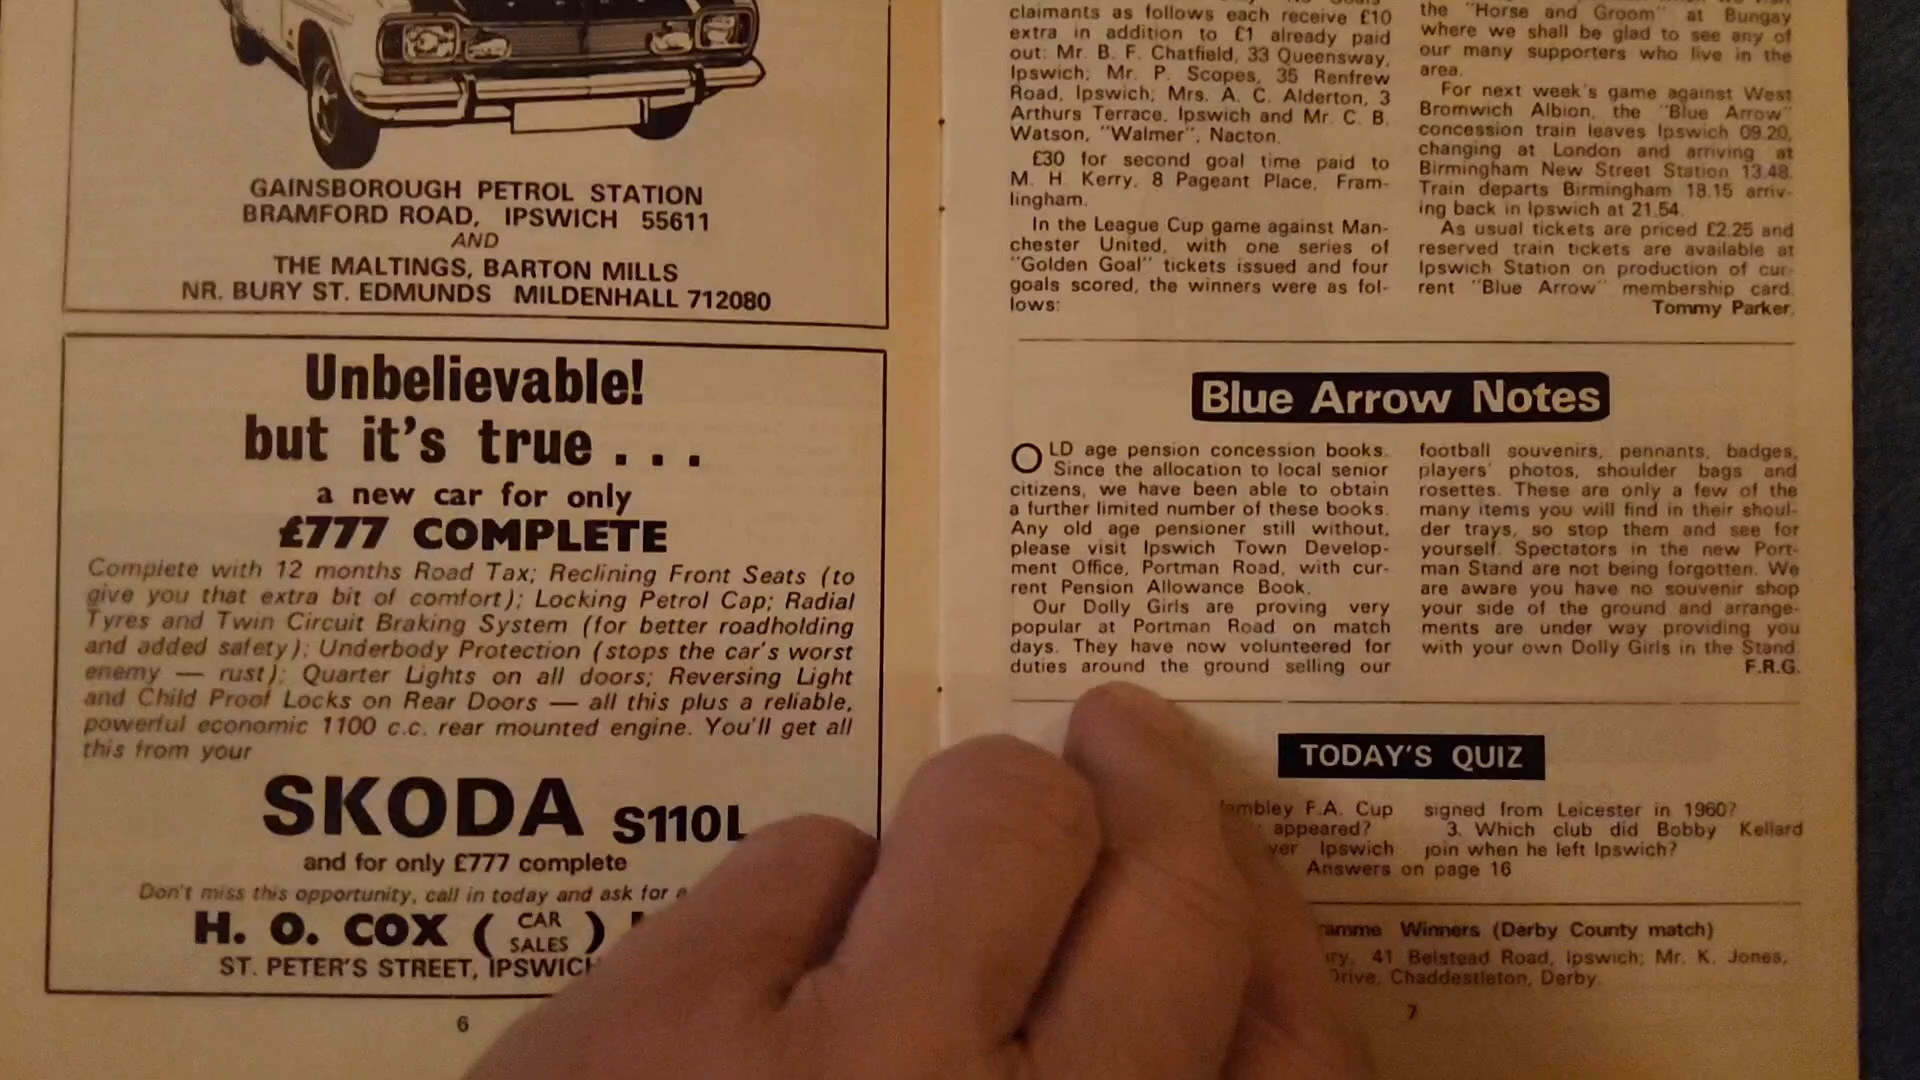 GAINSBOROUGH PETROL STATION
BRAMFORD ROAD, IPSWICH 55611
AND
THE MALTINGS, BARTON MILLS
NR. BURY ST. EDMUNDS MILDENHALL 712080
Unbelievable!
but it's true . . .
a new car for only
£777 COMPLETE
Complete with 12 months Road Tax; Reclining Front Seats (to
give you that extra bit of comfort); Locking Petrol Cap; Radial
Tyres and Twin Circuit Braking System (for better roadholding
and added safety); Underbody Protection (stops the car's worst
enemy — rust); Quarter Lights on all doors; Reversing Light
and Child Proof Locks on Rear Doors — all this plus a reliable,
powerful economic 1100 c.c. rear mounted engine. You'll get all
this from your
SKODA S110L
and for only £777 complete
Don't miss this opportunity, call in today and ask for
H. O. COX (CAR SALES)
ST. PETER'S STREET, IPSWICH
6
claimants as follows each receive £10
extra in addition to £1 already paid
out: Mr. B. F. Chatfield, 33 Queensway,
Ipswich; Mr. P. Scopes, 35 Renfrew
Road, Ipswich; Mrs. A. C. Alderton, 3
Arthurs Terrace, Ipswich and Mr. C. B.
Watson, "Walmer", Nacton.
£30 for second goal time paid to
M. H. Kerry, 8 Pageant Place, Fram-
lingham.
In the League Cup game against Man-
chester United, with one series of
"Golden Goal" tickets issued and four
goals scored, the winners were as fol-
lows:
the "Horse and Groom" at Bungay
where we shall be glad to see any of
our many supporters who live in the
area.
For next week's game against West
Bromwich Albion, the "Blue Arrow"
concession train leaves Ipswich 09.20,
changing at London and arriving at
Birmingham New Street Station 13.48.
Train departs Birmingham 18.15 arriv-
ing back in Ipswich at 21.54.
As usual tickets are priced £2.25 and
reserved train tickets are available at
Ipswich Station on production of cur-
rent "Blue Arrow" membership card.
Tommy Parker.
Blue Arrow Notes
OLD age pension concession books.
Since the allocation to local senior
citizens, we have been able to obtain
a further limited number of these books.
Any old age pensioner still without,
please visit Ipswich Town Develop-
ment Office, Portman Road, with cur-
rent Pension Allowance Book.
Our Dolly Girls are proving very
popular at Portman Road on match
days. They have now volunteered for
duties around the ground selling our
football souvenirs, pennants, badges,
players' photos, shoulder bags and
rosettes. These are only a few of the
many items you will find in their shoul-
der trays, so stop them and see for
yourself. Spectators in the new Port-
man Stand are not being forgotten. We
are aware you have no souvenir shop
your side of the ground and arrange-
ments are under way providing you
with your own Dolly Girls in the Stand.
F.R.G.
TODAY'S QUIZ
F.A. Cup
appeared?
Ipswich
signed from Leicester in 1960?
3. Which club did Bobby Kellard
join when he left Ipswich?
Answers on page 16
Winners (Derby County match)
41 Belstead Road, Ipswich; Mr. K. Jones,
Drive, Chaddestleton, Derby.
7